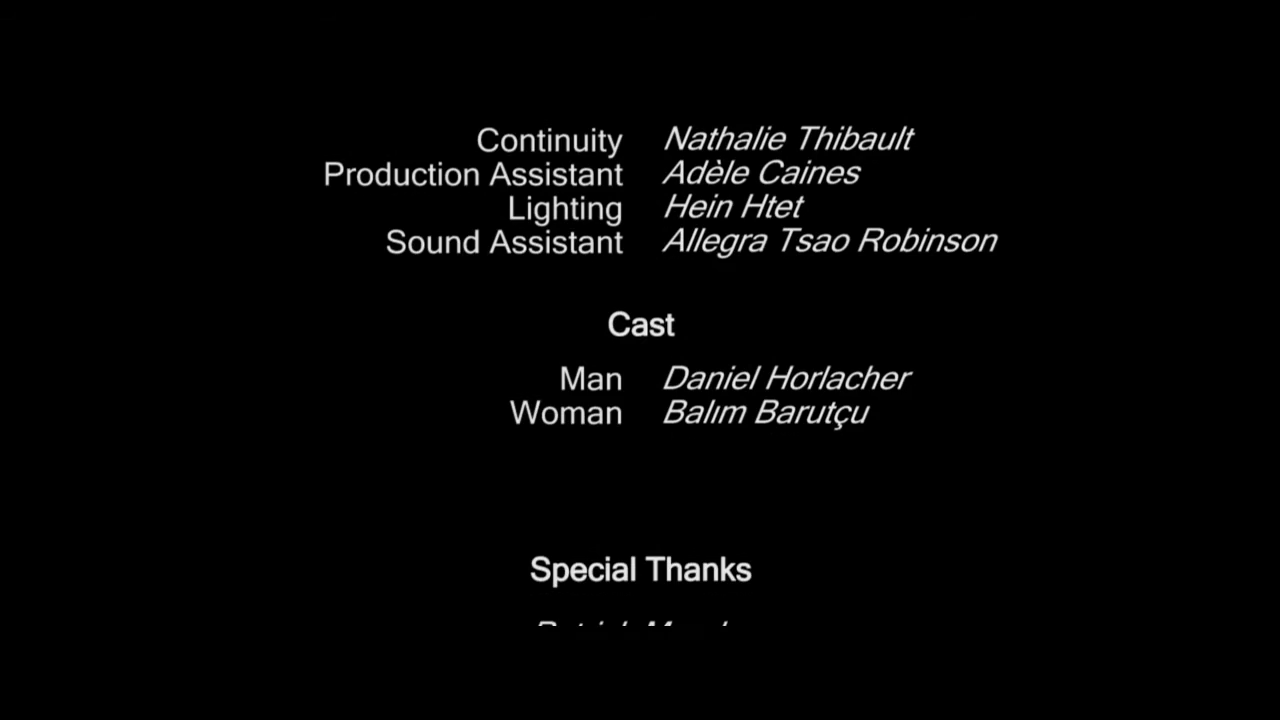 Continuity Nathalie Thibault
Production Assistant Adèle Caines
Lighting Hein Htet
Sound Assistant Allegra Tsao Robinson
Cast
Man Daniel Horlacher
Woman Balım Barutçu
Special Thanks